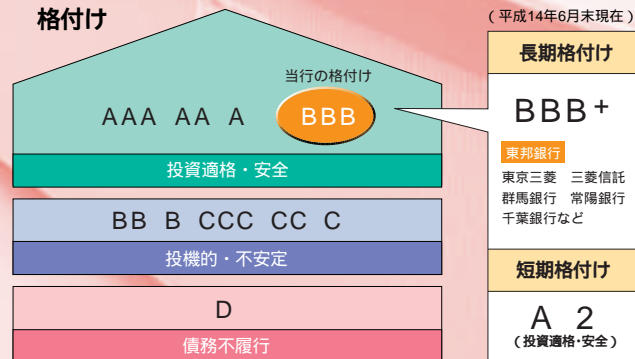 格付け
当行の格付け
AAA AA A BBB
投資適格・安全
BB B CCC CC C
投機的・不安定
D
債務不履行
(平成14年6月末現在)
長期格付け
BBB+
東邦銀行
東京三菱 三菱信託
群馬銀行 常陽銀行
千葉銀行など
短期格付け
A 2
(投資適格・安全)